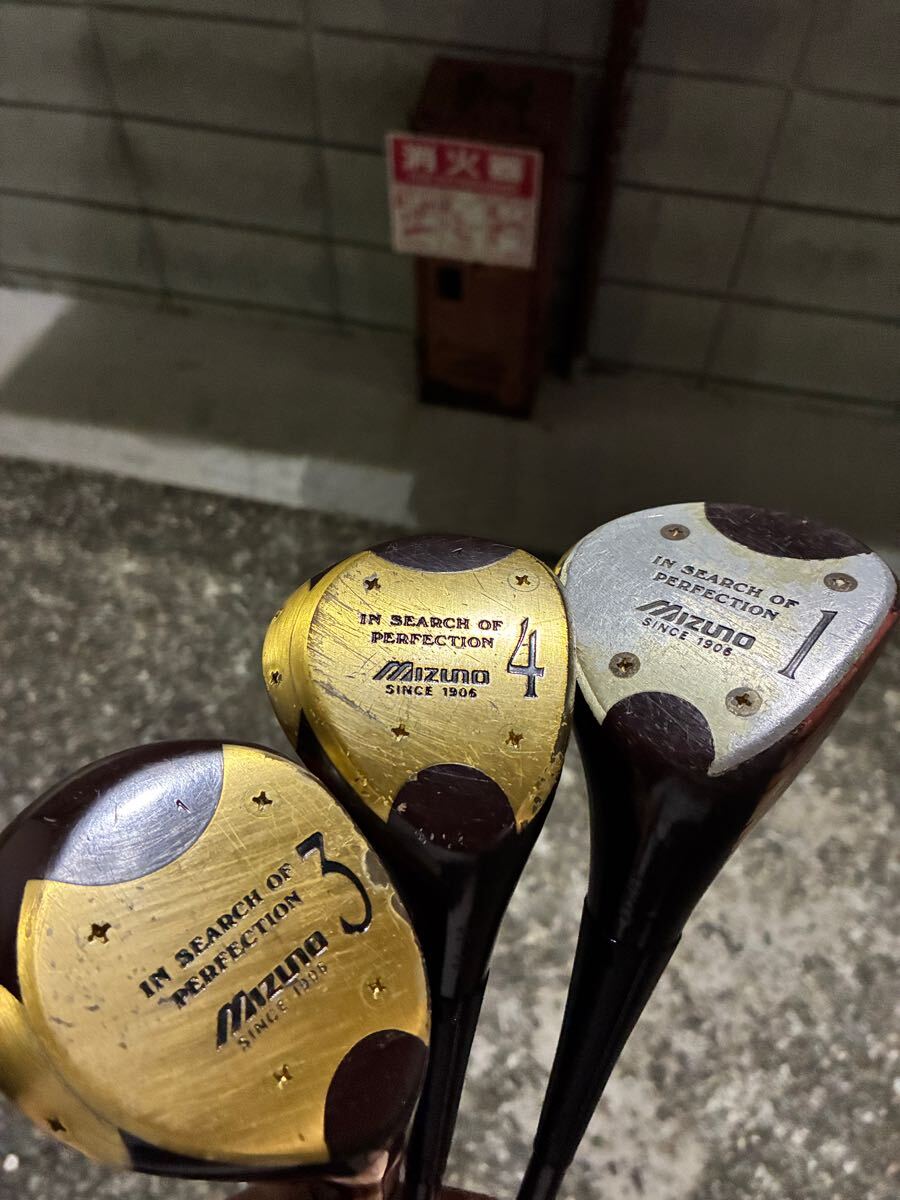 消火器
IN SEARCH OF
PERFECTION
MIZUNO
SINCE 1906
3
IN SEARCH OF
PERFECTION
MIZUNO
SINCE 1906
4
IN SEARCH OF
PERFECTION
MIZUNO
SINCE 1906
1